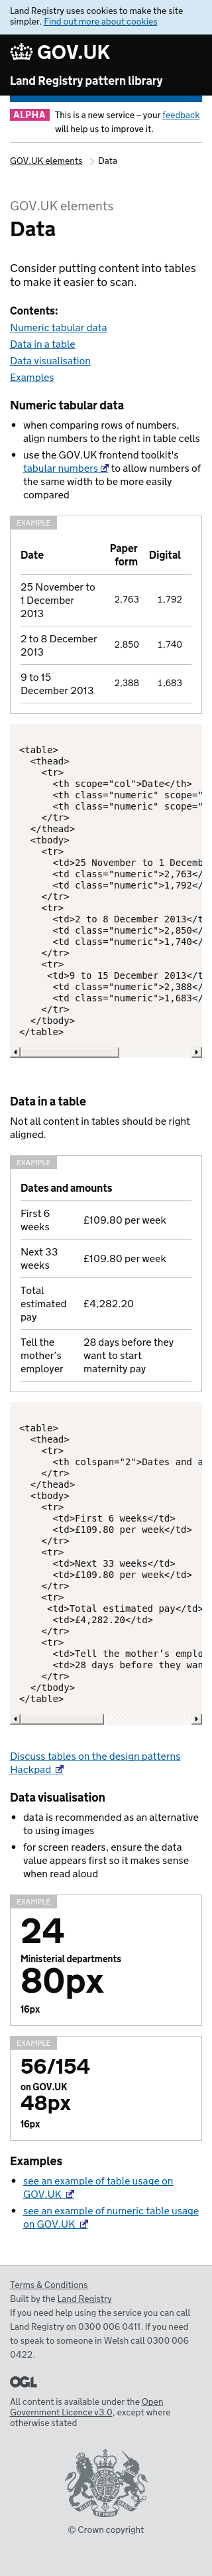 Land Registry uses cookies to make the site
simpler. Find out more about cookies
GOV.UK
Land Registry pattern library
ALPHA This is a new service – your feedback
will help us to improve it.
GOV.UK elements > Data
GOV.UK elements
Data
Consider putting content into tables
to make it easier to scan.
Contents:
Numeric tabular data
Data in a table
Data visualisation
Examples
Numeric tabular data
• when comparing rows of numbers,
align numbers to the right in table cells
• use the GOV.UK frontend toolkit's
tabular numbers to allow numbers of
the same width to be more easily
compared
EXAMPLE
Date Paper form Digital
25 November to
1 December
2013 2,763 1,792
2 to 8 December
2013 2,850 1,740
9 to 15
December 2013 2,388 1,683
<table>
<thead>
<tr>
<th scope="col">Date</th>
<th class="numeric" scope="
<th class="numeric" scope="
</tr>
</thead>
<tbody>
<tr>
<td>25 November to 1 Decemb
<td class="numeric">2,763</
<td class="numeric">1,792</
</tr>
<tr>
<td>2 to 8 December 2013</t
<td class="numeric">2,850</
<td class="numeric">1,740</
</tr>
<tr>
<td>9 to 15 December 2013</t
<td class="numeric">2,388</
<td class="numeric">1,683</
</tr>
</tbody>
</table>
Data in a table
Not all content in tables should be right
aligned.
EXAMPLE
Dates and amounts
First 6
weeks £109.80 per week
Next 33
weeks £109.80 per week
Total
estimated
pay £4,282.20
Tell the
mother's
employer 28 days before they
want to start
maternity pay
<table>
<thead>
<tr>
<th colspan="2">Dates and a
</tr>
</thead>
<tbody>
<tr>
<td>First 6 weeks</td>
<td>£109.80 per week</td>
</tr>
<tr>
<td>Next 33 weeks</td>
<td>£109.80 per week</td>
</tr>
<tr>
<td>Total estimated pay</td>
<td>£4,282.20</td>
</tr>
<tr>
<td>Tell the mother’s emplo
<td>28 days before they wan
</tr>
</tbody>
</table>
Discuss tables on the design patterns
Hackpad
Data visualisation
• data is recommended as an alternative
to using images
• for screen readers, ensure the data
value appears first so it makes sense
when read aloud
EXAMPLE
24
Ministerial departments
80px
16px
EXAMPLE
56/154
on GOV.UK
48px
16px
Examples
• see an example of table usage on
GOV.UK
• see an example of numeric table usage
on GOV.UK
Terms & Conditions
Built by the Land Registry
If you need help using the service you can call
Land Registry on 0300 006 0411. If you need
to speak to someone in Welsh call 0300 006
0422.
OGL
All content is available under the Open
Government Licence v3.0, except where
otherwise stated
© Crown copyright